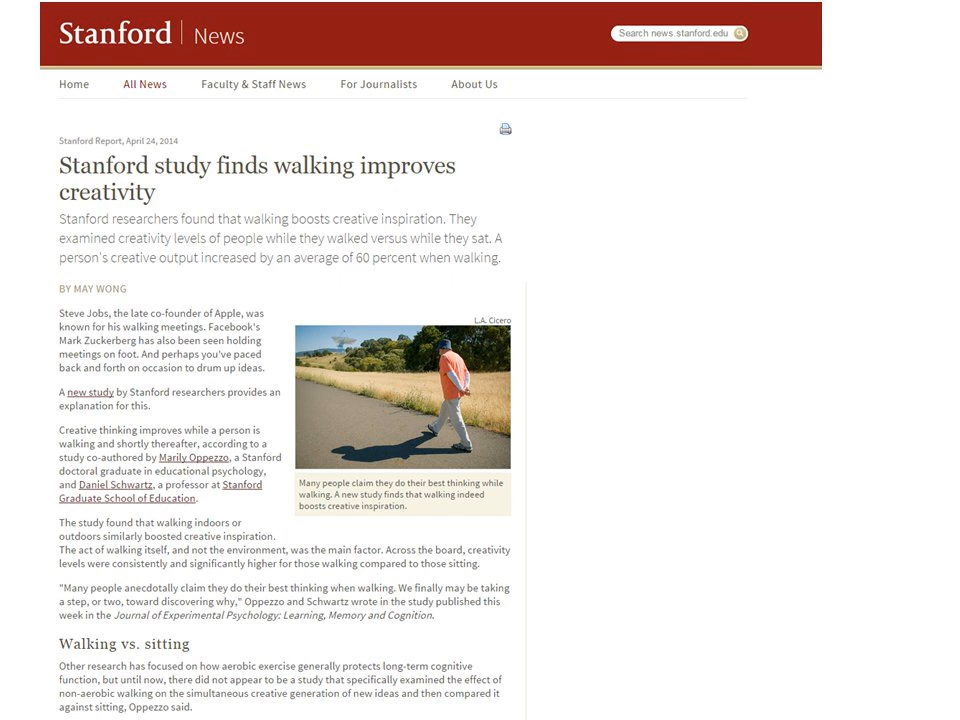 Stanford | News
Search news.stanford.edu
Home All News Faculty & Staff News For Journalists About Us
Stanford Report, April 24, 2014
Stanford study finds walking improves
creativity
Stanford researchers found that walking boosts creative inspiration. They
examined creativity levels of people while they walked versus while they sat. A
person's creative output increased by an average of 60 percent when walking.
BY MAY WONG
Steve Jobs, the late co-founder of Apple, was
known for his walking meetings. Facebook's
Mark Zuckerberg has also been seen holding
meetings on foot. And perhaps you've paced
back and forth on occasion to drum up ideas.
A new study by Stanford researchers provides an
explanation for this.
Creative thinking improves while a person is
walking and shortly thereafter, according to a
study co-authored by Marily Oppezzo, a Stanford
doctoral graduate in educational psychology,
and Daniel Schwartz, a professor at Stanford
Graduate School of Education.
L.A. Cicero
Many people claim they do their best thinking while
walking. A new study finds that walking indeed
boosts creative inspiration.
The study found that walking indoors or
outdoors similarly boosted creative inspiration.
The act of walking itself, and not the environment, was the main factor. Across the board, creativity
levels were consistently and significantly higher for those walking compared to those sitting.
"Many people anecdotally claim they do their best thinking when walking. We finally may be taking
a step, or two, toward discovering why," Oppezzo and Schwartz wrote in the study published this
week in the Journal of Experimental Psychology: Learning, Memory and Cognition.
Walking vs. sitting
Other research has focused on how aerobic exercise generally protects long-term cognitive
function, but until now, there did not appear to be a study that specifically examined the effect of
non-aerobic walking on the simultaneous creative generation of new ideas and then compared it
against sitting, Oppezzo said.